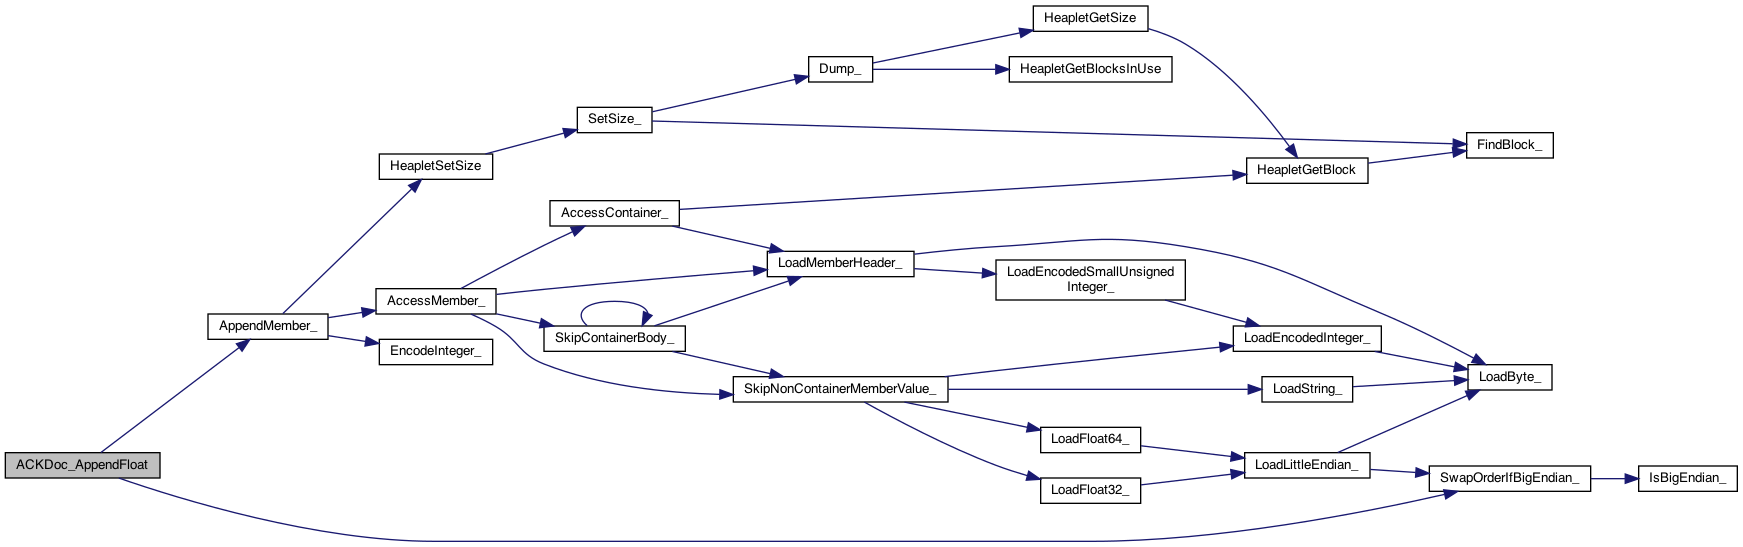 HeapletGetSize
Dump_
HeapletGetBlocksInUse
SetSize_
FindBlock_
HeapletSetSize
HeapletGetBlock
AccessContainer_
LoadMemberHeader_
LoadEncodedSmallUnsigned
Integer_
AccessMember_
AppendMember_
SkipContainerBody_
LoadEncodedInteger_
EncodeInteger_
LoadByte_
SkipNonContainerMemberValue_
LoadString_
LoadFloat64_
ACKDoc_AppendFloat
LoadLittleEndian_
SwapOrderIfBigEndian_
IsBigEndian_
LoadFloat32_